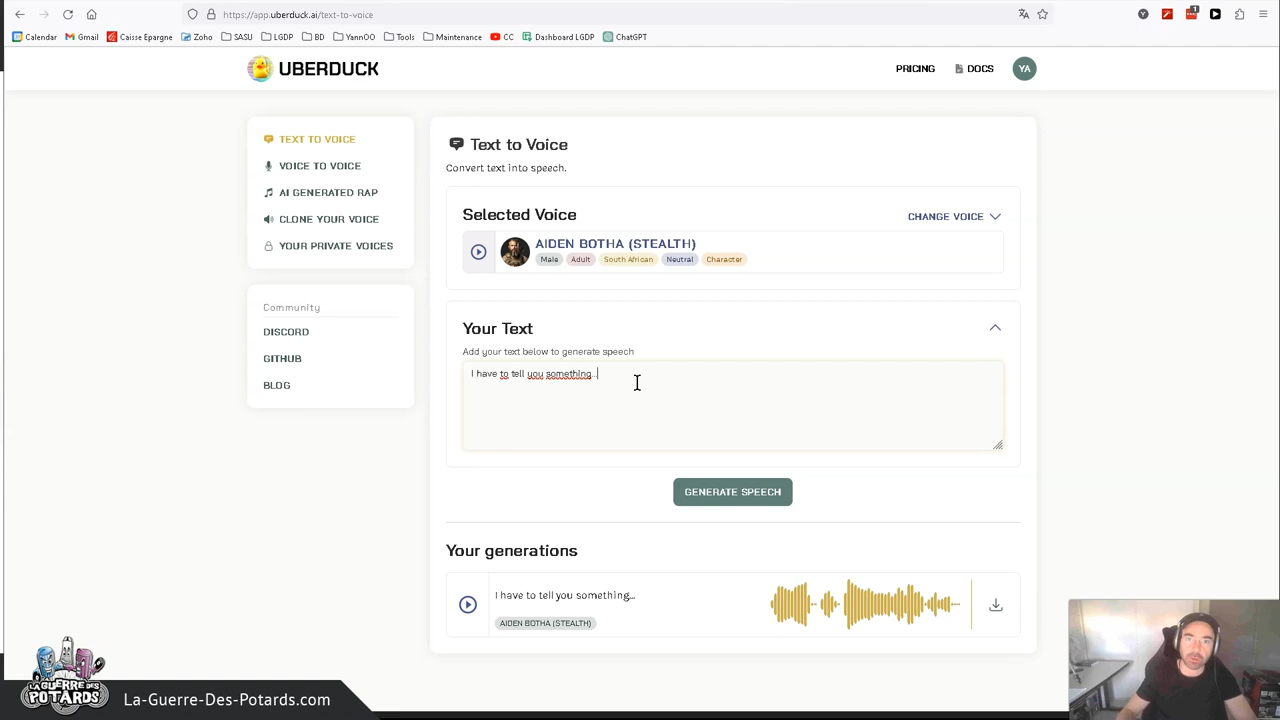 https://app.uberduck.ai/text-to-voice
Calendar Gmail Caisse Epargne Zoho SASU LGDP BD YannOO Tools Maintenance CC Dashboard LGDP ChatGPT
UBERDUCK
PRICING DOCS YA
TEXT TO VOICE
VOICE TO VOICE
AI GENERATED RAP
CLONE YOUR VOICE
YOUR PRIVATE VOICES
Community
DISCORD
GITHUB
BLOG
Text to Voice
Convert text into speech.
Selected Voice
CHANGE VOICE
AIDEN BOTHA (STEALTH)
Male Adult South African Neutral Character
Your Text
Add your text below to generate speech
I have to tell you something...
GENERATE SPEECH
Your generations
I have to tell you something...
AIDEN BOTHA (STEALTH)
LA GUERRE DES
POTARDS
La-Guerre-Des-Potards.com